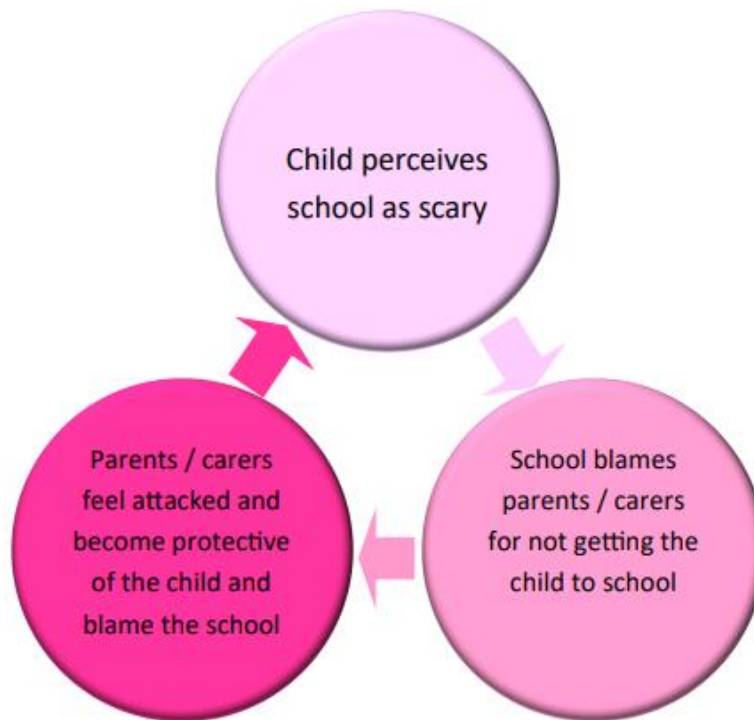 Child perceives
school as scary
School blames
parents / carers
for not getting the
child to school
Parents / carers
feel attacked and
become protective
of the child and
blame the school